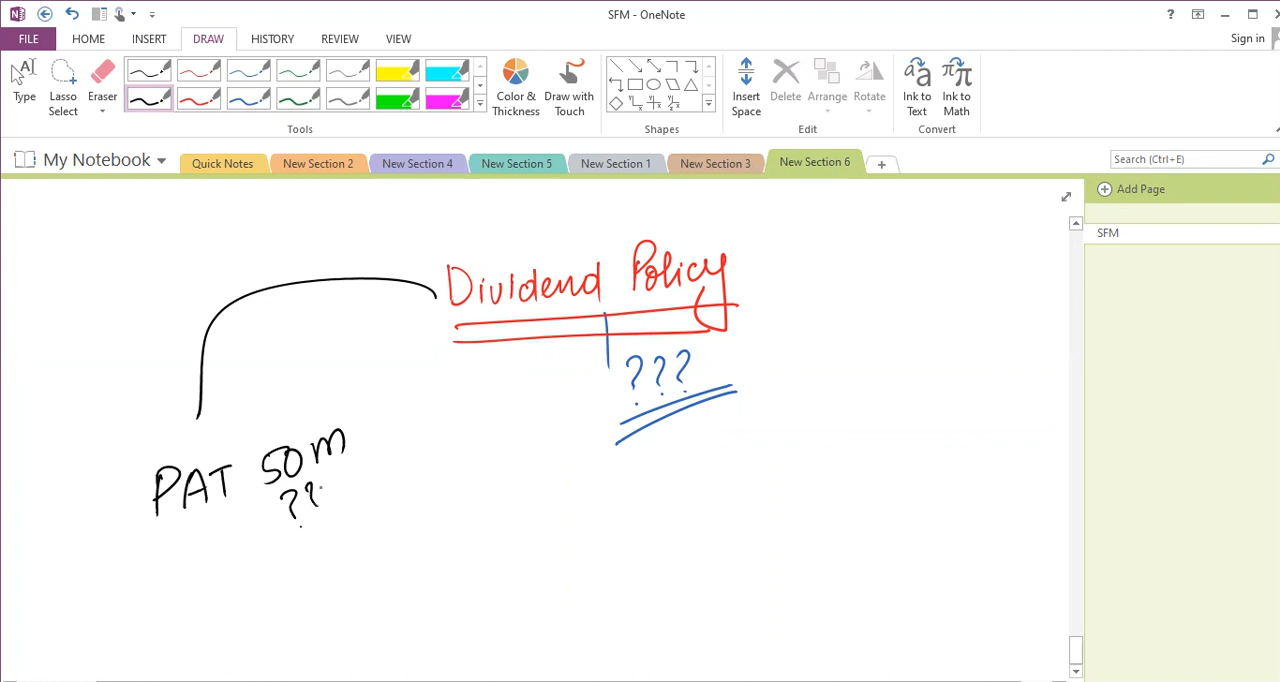 SFM - OneNote
?
Sign in
FILE HOME INSERT DRAW HISTORY REVIEW VIEW
Type
Lasso Select
Eraser
Color & Thickness
Draw with Touch
Insert Space
Delete
Arrange
Rotate
Ink to Text
Ink to Math
Tools
Shapes
Edit
Convert
My Notebook
Quick Notes New Section 2 New Section 4 New Section 5 New Section 1 New Section 3 New Section 6
Search (Ctrl+E)
Add Page
SFM
Dividend Policy
???
PAT 50m
??